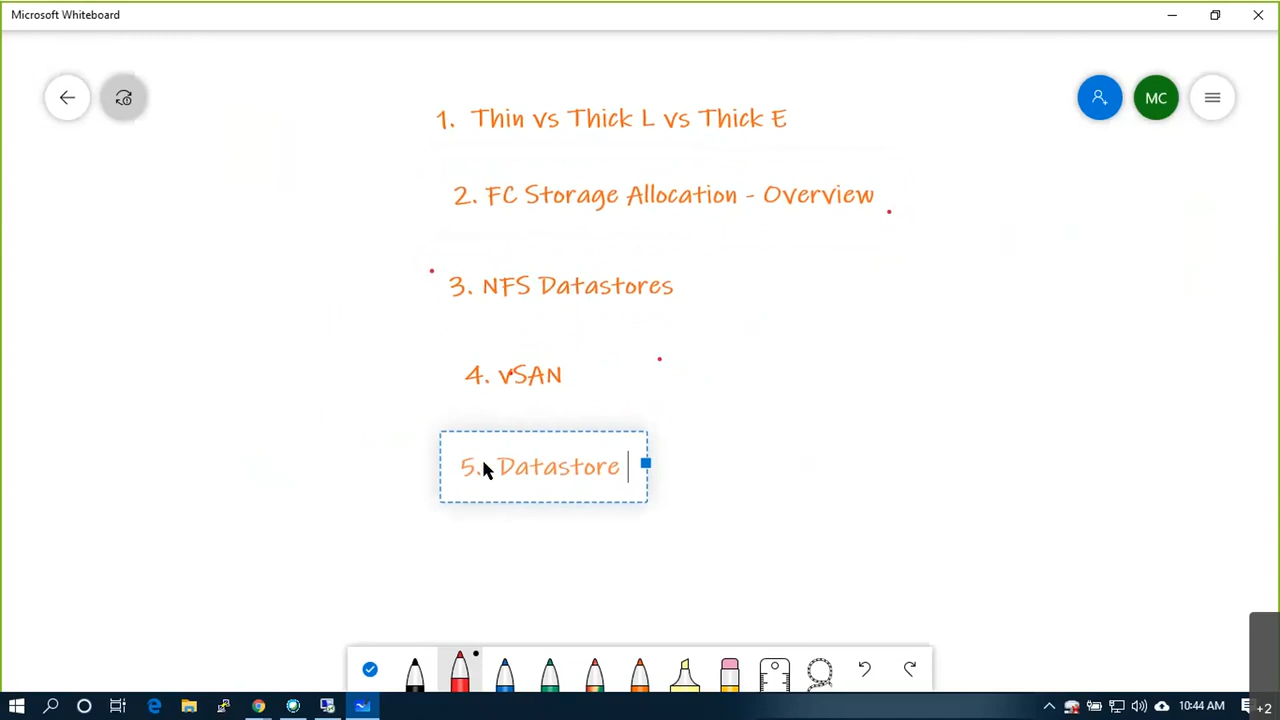 Microsoft Whiteboard
MC
1. Thin vs Thick L vs Thick E
2. FC Storage Allocation - Overview
3. NFS Datastores
4. vSAN
5. Datastore
10:44 AM
+2